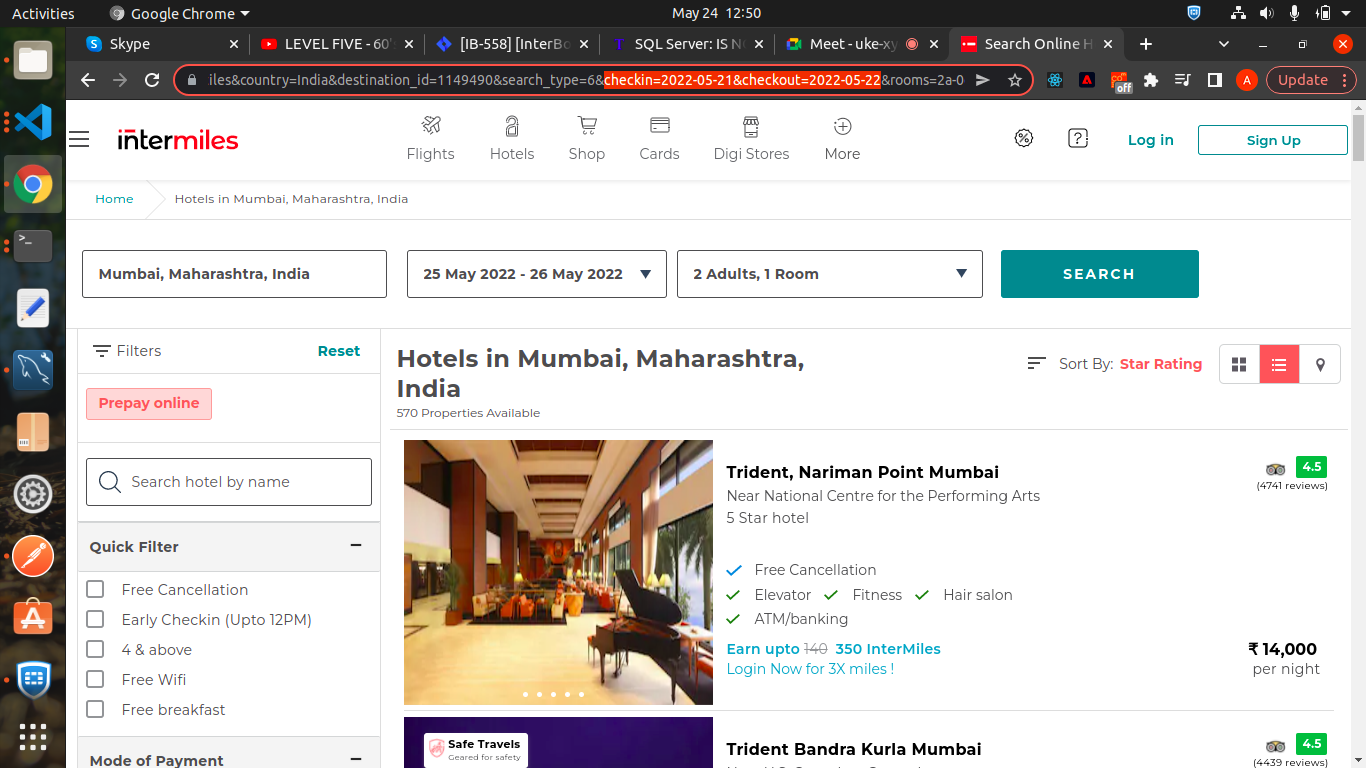 Activities
Google Chrome
May 24 12:50
Skype
LEVEL FIVE - 60's
[IB-558] [InterBo
SQL Server: IS N
Meet - uke-xy
Search Online H
iles&country=India&destination_id=1149490&search_type=6&checkin=2022-05-21&checkout=2022-05-22&rooms=2a-0
off
A
Update
intermiles
Flights
Hotels
Shop
Cards
Digi Stores
More
Log in
Sign Up
Home
Hotels in Mumbai, Maharashtra, India
Mumbai, Maharashtra, India
25 May 2022 - 26 May 2022
2 Adults, 1 Room
SEARCH
Filters
Reset
Prepay online
Search hotel by name
Quick Filter
Free Cancellation
Early Checkin (Upto 12PM)
4 & above
Free Wifi
Free breakfast
Mode of Payment
Hotels in Mumbai, Maharashtra,
India
570 Properties Available
Sort By: Star Rating
Trident, Nariman Point Mumbai
Near National Centre for the Performing Arts
5 Star hotel
4.5
(4741 reviews)
Free Cancellation
Elevator Fitness Hair salon
ATM/banking
Earn upto 140 350 InterMiles
Login Now for 3X miles !
₹ 14,000
per night
Safe Travels
Geared for safety
Trident Bandra Kurla Mumbai
4.5
(4439 reviews)